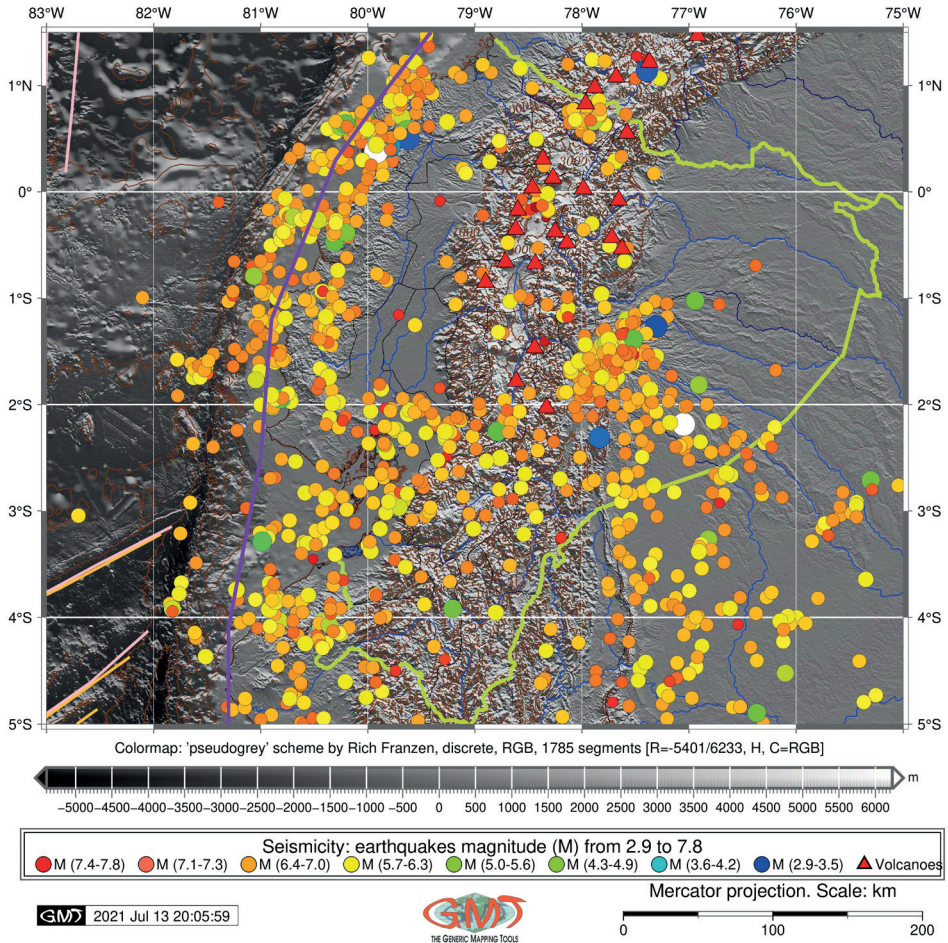 83°W 82°W 81°W 80°W 79°W 78°W 77°W 76°W 75°W
1°N 1°N
0° 0°
1°S 1°S
2°S 2°S
3°S 3°S
4°S 4°S
5°S 5°S
83°W 82°W 81°W 80°W 79°W 78°W 77°W 76°W 75°W
Colormap: 'pseudogrey' scheme by Rich Franzen, discrete, RGB, 1785 segments [R=-5401/6233, H, C=RGB]
m
−5000 −4500 −4000 −3500 −3000 −2500 −2000 −1500 −1000 −500 0 500 1000 1500 2000 2500 3000 3500 4000 4500 5000 5500 6000
Seismicity: earthquakes magnitude (M) from 2.9 to 7.8
M (7.4-7.8) M (7.1-7.3) M (6.4-7.0) M (5.7-6.3) M (5.0-5.6) M (4.3-4.9) M (3.6-4.2) M (2.9-3.5) Volcanoes
GMT 2021 Jul 13 20:05:59
GMT
THE GENERIC MAPPING TOOLS
Mercator projection. Scale: km
0 100 200